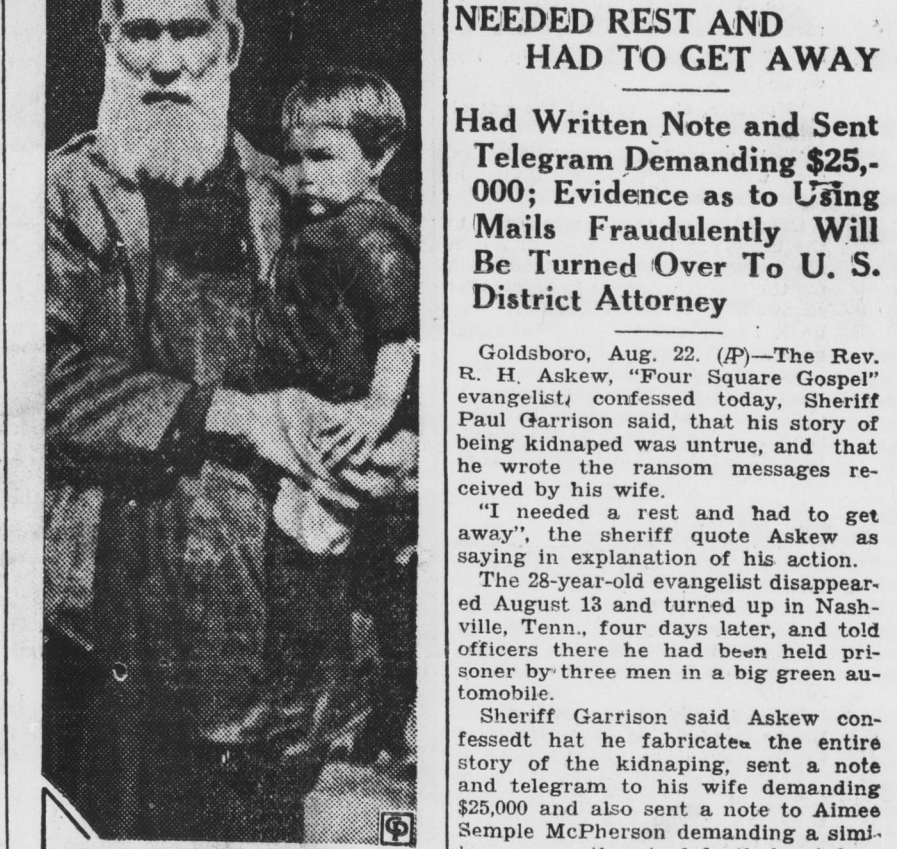 NEEDED REST AND
HAD TO GET AWAY
Had Written Note and Sent
Telegram Demanding $25,-
000; Evidence as to Using
Mails Fraudulently Will
Be Turned Over To U. S.
District Attorney
Goldsboro, Aug. 22. (AP)—The Rev.
R. H. Askew, "Four Square Gospel"
evangelist, confessed today, Sheriff
Paul Garrison said, that his story of
being kidnaped was untrue, and that
he wrote the ransom messages re-
ceived by his wife.
"I needed a rest and had to get
away", the sheriff quote Askew as
saying in explanation of his action.
The 28-year-old evangelist disappear-
ed August 13 and turned up in Nash-
ville, Tenn., four days later, and told
officers there he had been held pri-
soner by three men in a big green au-
tomobile.
Sheriff Garrison said Askew con-
fessedt hat he fabricated the entire
story of the kidnaping, sent a note
and telegram to his wife demanding
$25,000 and also sent a note to Aimee
Semple McPherson demanding a simi-
CP